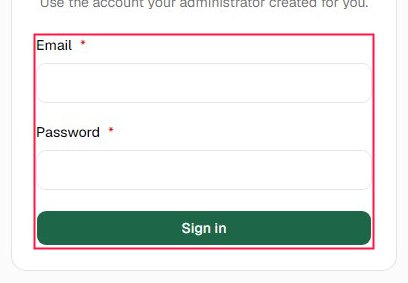 Use the account your administrator created for you.
Email *
Password *
Sign in